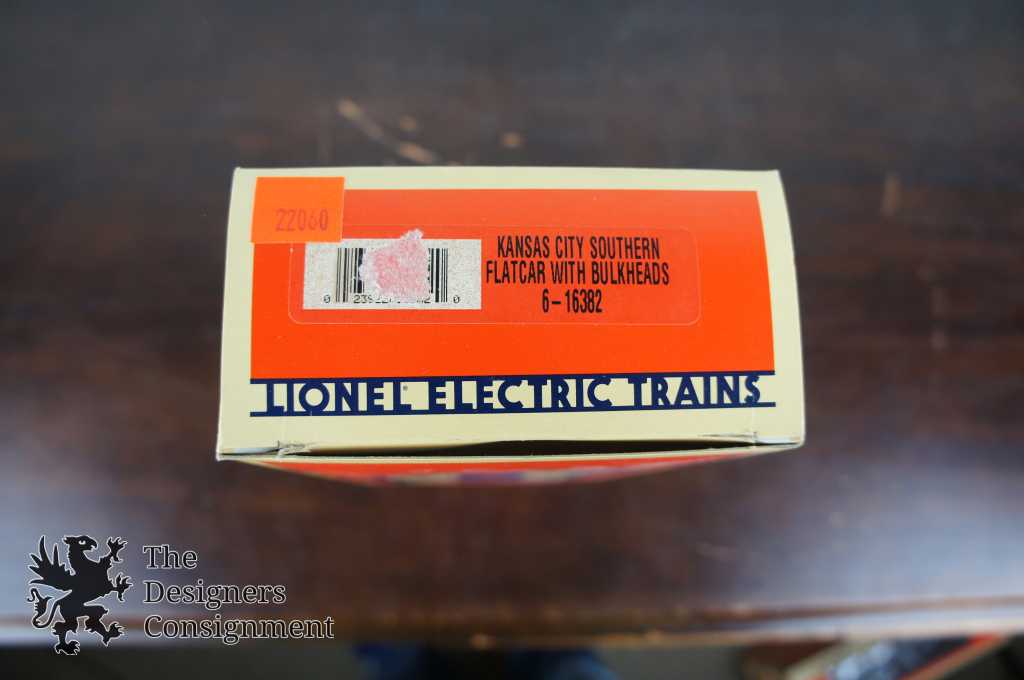 22060
KANSAS CITY SOUTHERN
FLATCAR WITH BULKHEADS
6-16382
LIONEL® ELECTRIC TRAINS
The
Designers
Consignment